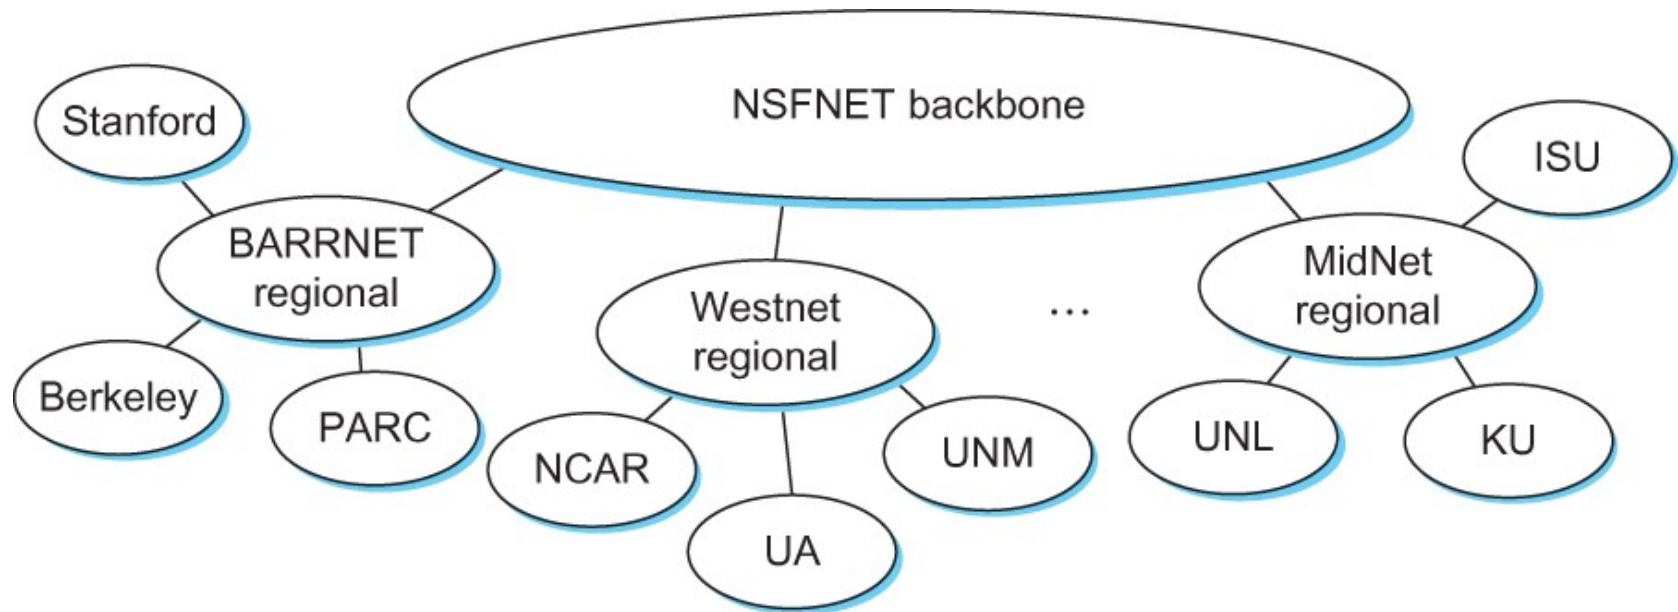 NSFNET backbone
Stanford
ISU
BARRNET
regional
MidNet
regional
Westnet
regional
...
Berkeley
PARC
NCAR
UNM
UNL
KU
UA